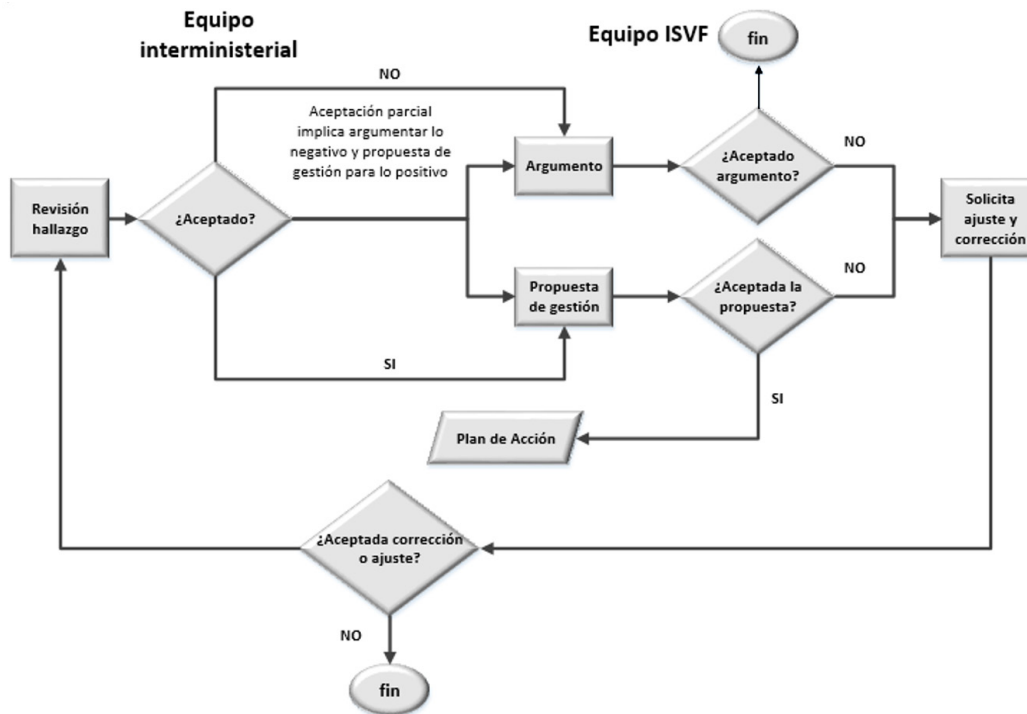 Equipo
interministerial
Equipo ISVF
fin
NO
Aceptación parcial
implica argumentar lo
negativo y propuesta de
gestión para lo positivo
Revisión
hallazgo
¿Aceptado?
Argumento
¿Aceptado
argumento?
NO
Solicita
ajuste y
corrección
Propuesta
de gestión
¿Aceptada la
propuesta?
NO
SI
SI
Plan de Acción
¿Aceptada corrección
o ajuste?
NO
fin